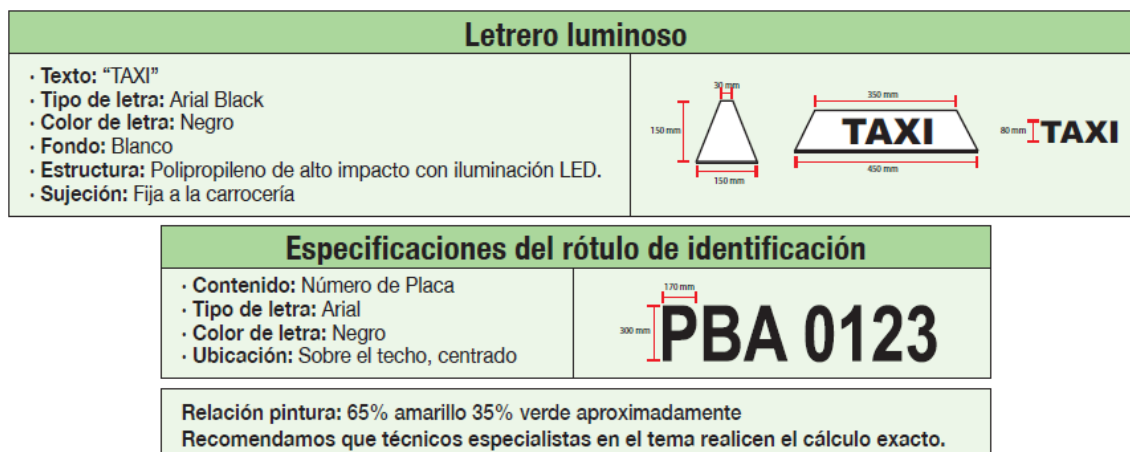 Letrero luminoso
· Texto: “TAXI”
· Tipo de letra: Arial Black
· Color de letra: Negro
· Fondo: Blanco
· Estructura: Polipropileno de alto impacto con iluminación LED.
· Sujeción: Fija a la carrocería
30 mm
150 mm
150 mm
350 mm
TAXI
450 mm
80 mm
TAXI
Especificaciones del rótulo de identificación
· Contenido: Número de Placa
· Tipo de letra: Arial
· Color de letra: Negro
· Ubicación: Sobre el techo, centrado
170 mm
300 mm
PBA 0123
Relación pintura: 65% amarillo 35% verde aproximadamente
Recomendamos que técnicos especialistas en el tema realicen el cálculo exacto.